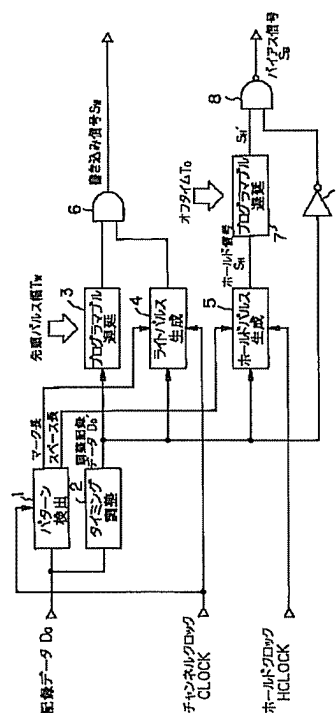 記録データ D₀
チャンネルクロック
CLOCK
ホールドクロック
HCLOCK
1
パターン
検出
2
タイミング
調整
マーク長
スペース長
調整記録
データ D₀'
先頭パルス幅Tw
3
プログラマブル
遅延
4
ライトパルス
生成
5
ホールドパルス
生成
6
書き込み信号Sw
ホールド信号
SH
オフタイムT₀
プログラマブル
遅延
7
SH'
8
バイアス信号
SB